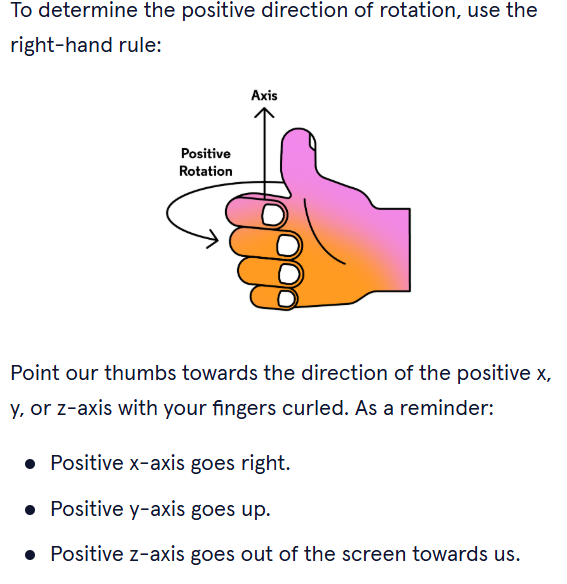 To determine the positive direction of rotation, use the
right-hand rule:
Axis
Positive
Rotation
Point our thumbs towards the direction of the positive x,
y, or z-axis with your fingers curled. As a reminder:
• Positive x-axis goes right.
• Positive y-axis goes up.
• Positive z-axis goes out of the screen towards us.